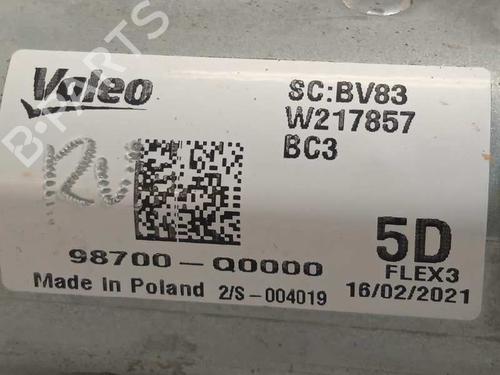 Valeo
SC:BV83
W217857
BC3
98700-Q0000
5D
FLEX3
Made in Poland 2/S-004019 16/02/2021
B-PARTS